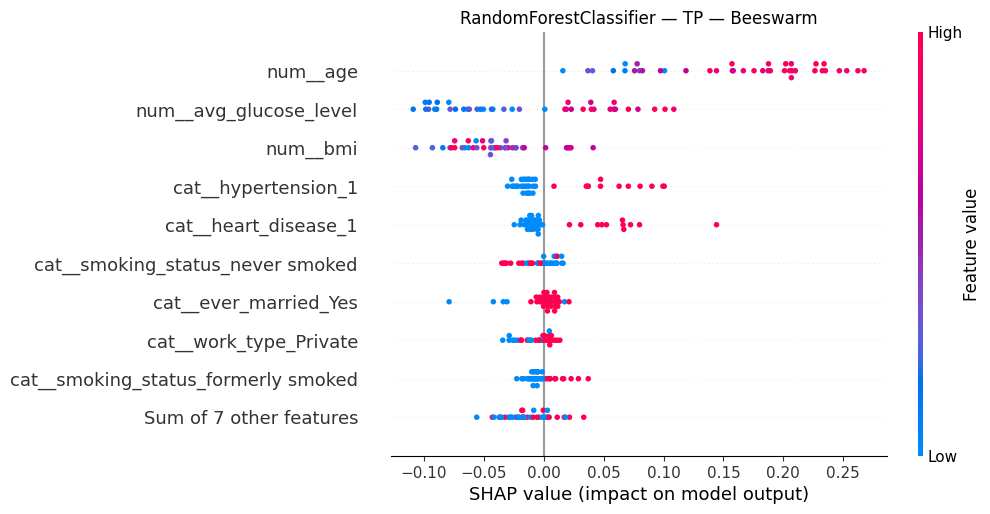 RandomForestClassifier — TP — Beeswarm
High
num__age
num__avg_glucose_level
num__bmi
cat__hypertension_1
cat__heart_disease_1
cat__smoking_status_never smoked
cat__ever_married_Yes
cat__work_type_Private
cat__smoking_status_formerly smoked
Sum of 7 other features
Feature value
Low
−0.10 −0.05 0.00 0.05 0.10 0.15 0.20 0.25
SHAP value (impact on model output)